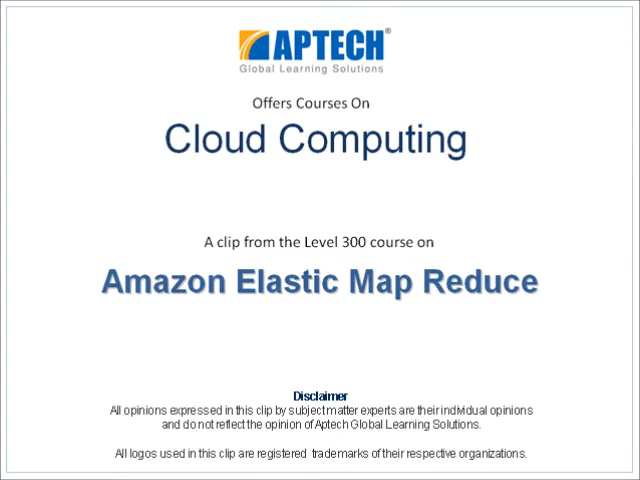 APTECH®
Global Learning Solutions
Offers Courses On
Cloud Computing
A clip from the Level 300 course on
Amazon Elastic Map Reduce
Disclaimer
All opinions expressed in this clip by subject matter experts are their individual opinions
and do not reflect the opinion of Aptech Global Learning Solutions.
All logos used in this clip are registered trademarks of their respective organizations.